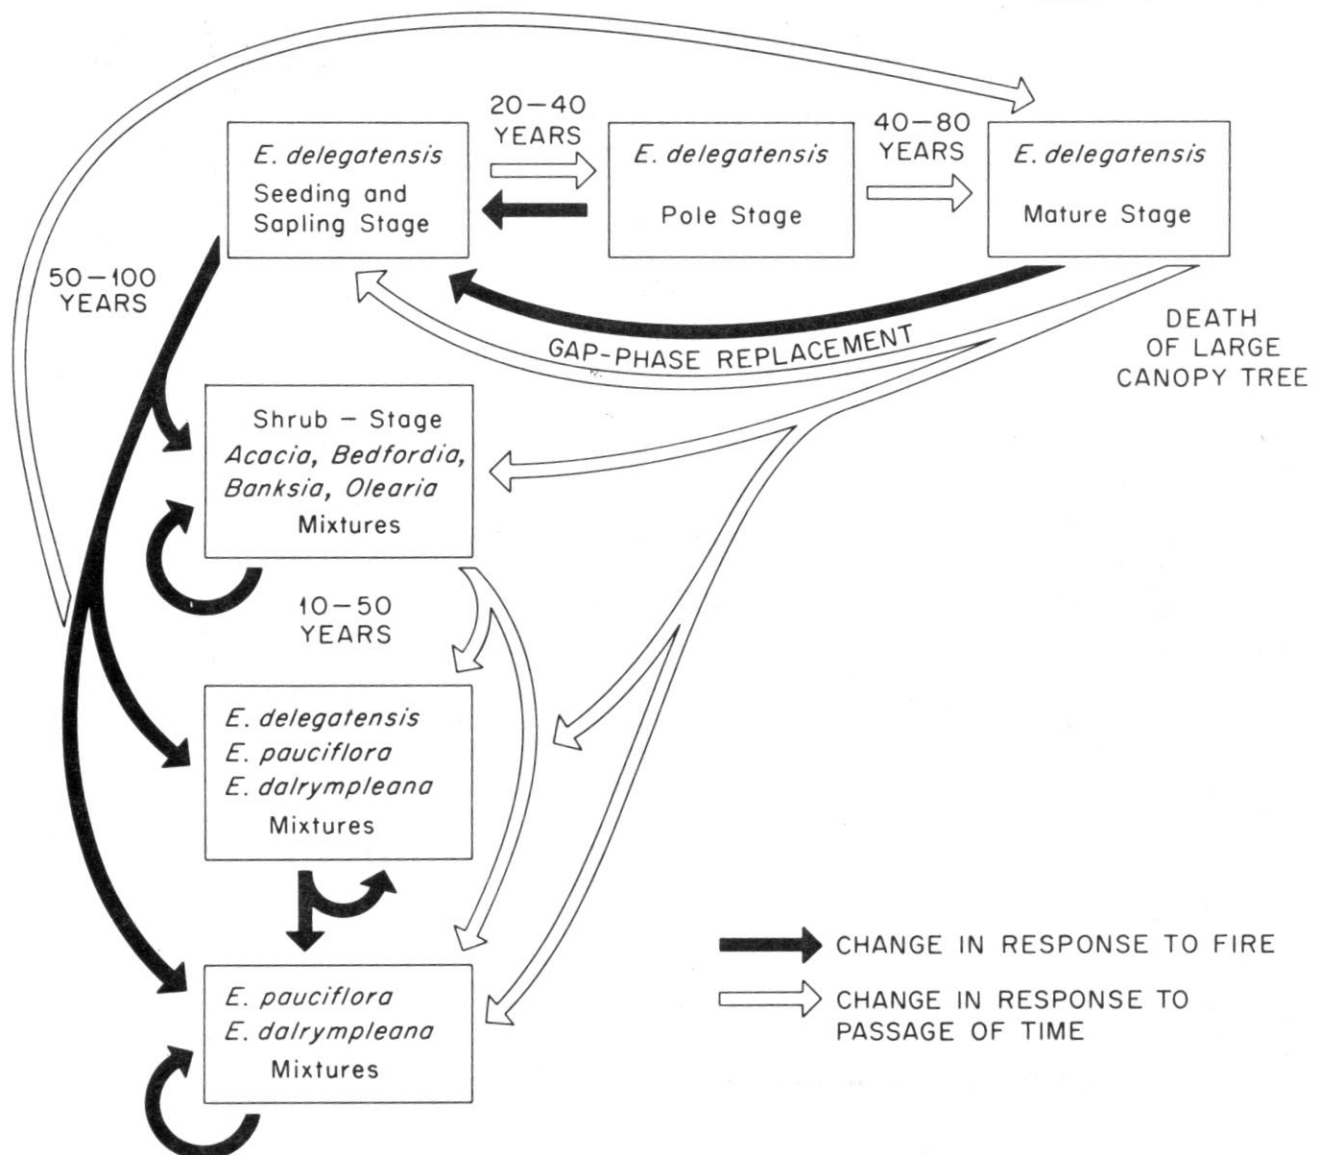 20–40
YEARS
40–80
YEARS
E. delegatensis
Seeding and
Sapling Stage
E. delegatensis
Pole Stage
E. delegatensis
Mature Stage
50–100
YEARS
GAP-PHASE REPLACEMENT
DEATH
OF LARGE
CANOPY TREE
Shrub – Stage
Acacia, Bedfordia,
Banksia, Olearia
Mixtures
10–50
YEARS
E. delegatensis
E. pauciflora
E. dalrympleana
Mixtures
E. pauciflora
E. dalrympleana
Mixtures
CHANGE IN RESPONSE TO FIRE
CHANGE IN RESPONSE TO
PASSAGE OF TIME